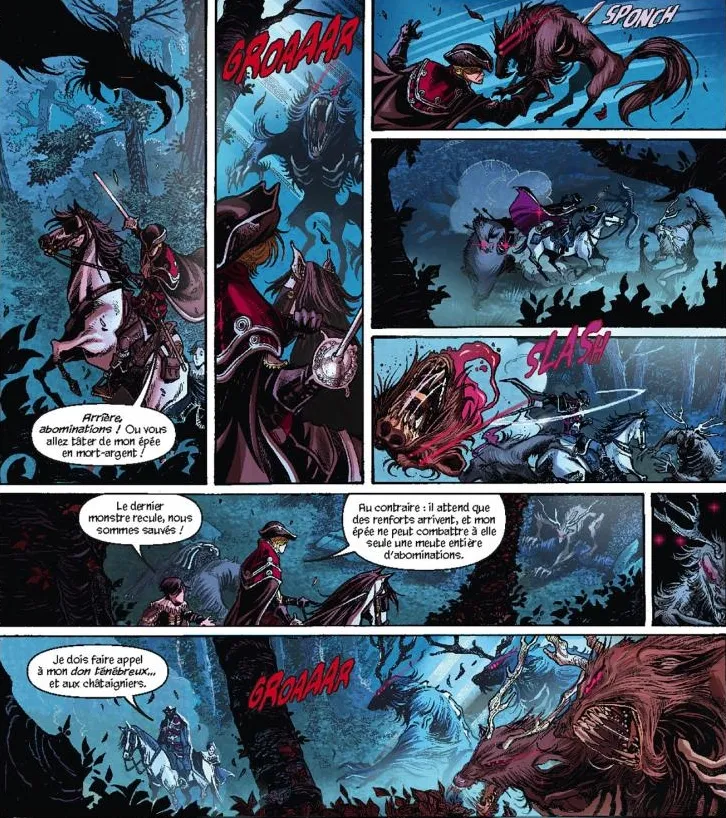 Arrière,
abominations ! Ou vous
allez tâter de mon épée
en mort-argent !
GROAAAR
SPONCH
SLASH
Le dernier
monstre recule, nous
sommes sauvés !
Au contraire : il attend que
des renforts arrivent, et mon
épée ne peut combattre à elle
seule une meute entière
d'abominations.
Je dois faire appel
à mon don ténébreux...
et aux châtaigniers.
GROAAAR